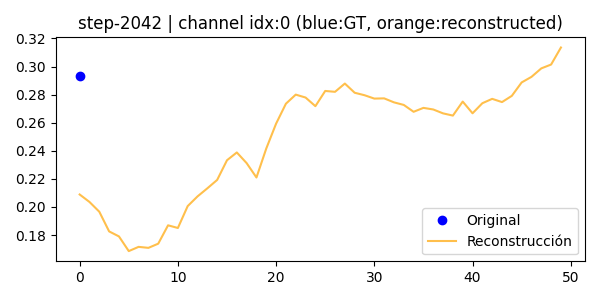 step-2042 | channel idx:0 (blue:GT, orange:reconstructed)
0.32
0.30
0.28
0.26
0.24
0.22
0.20
0.18
0 10 20 30 40 50
Original
Reconstrucción